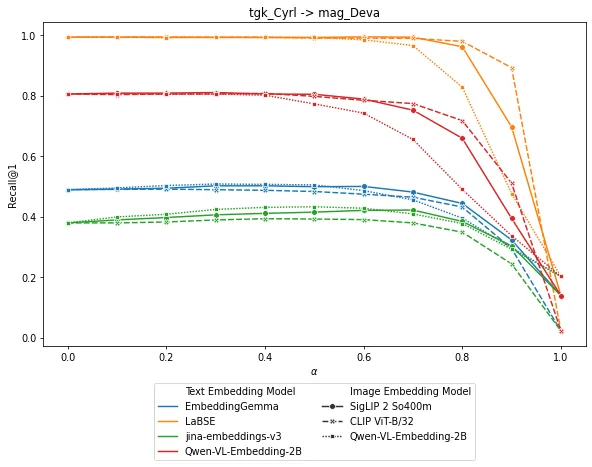 tgk_Cyrl -> mag_Deva
Recall@1
1.0
0.8
0.6
0.4
0.2
0.0
0.0 0.2 0.4 0.6 0.8 1.0
α
Text Embedding Model
EmbeddingGemma
LaBSE
jina-embeddings-v3
Qwen-VL-Embedding-2B
Image Embedding Model
SigLIP 2 So400m
CLIP ViT-B/32
Qwen-VL-Embedding-2B